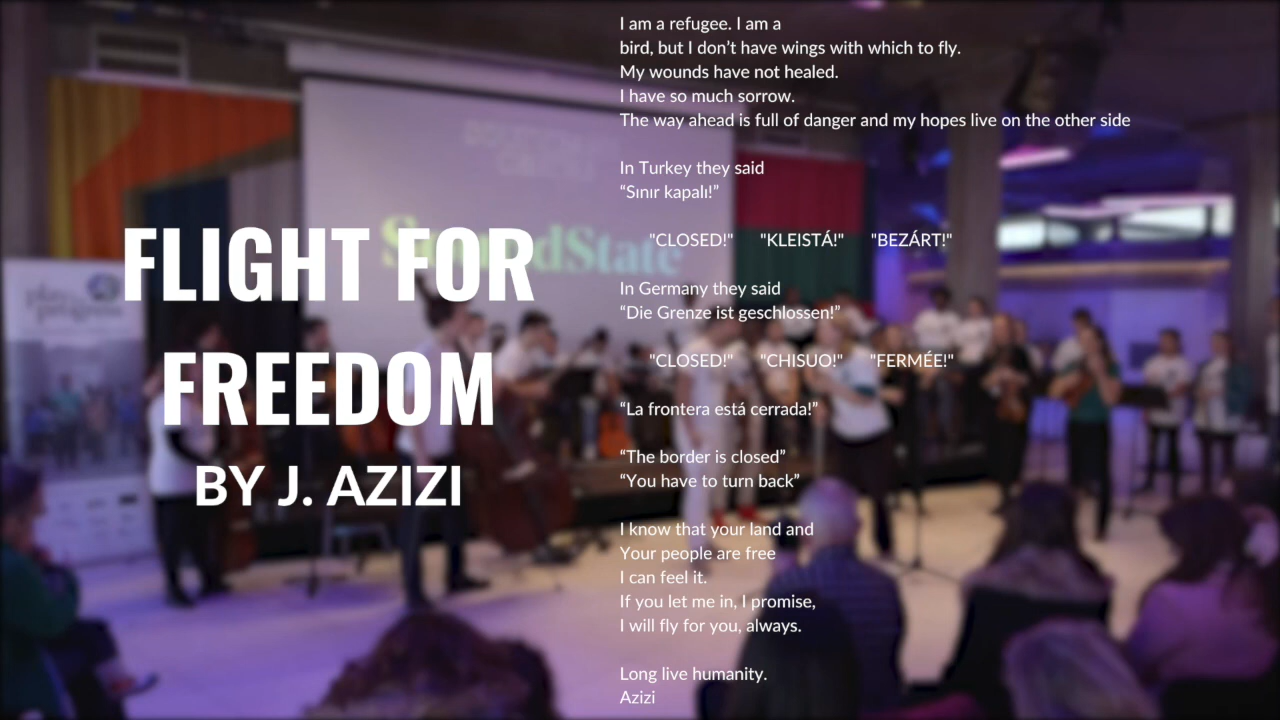 FLIGHT FOR
FREEDOM
BY J. AZIZI
I am a refugee. I am a
bird, but I don’t have wings with which to fly.
My wounds have not healed.
I have so much sorrow.
The way ahead is full of danger and my hopes live on the other side
In Turkey they said
“Sınır kapalı!”
"CLOSED!" "KLEISTÁ!" "BEZÁRT!"
In Germany they said
“Die Grenze ist geschlossen!”
"CLOSED!" "CHISUO!" "FERMÉE!"
“La frontera está cerrada!”
“The border is closed”
“You have to turn back”
I know that your land and
Your people are free
I can feel it.
If you let me in, I promise,
I will fly for you, always.
Long live humanity.
Azizi